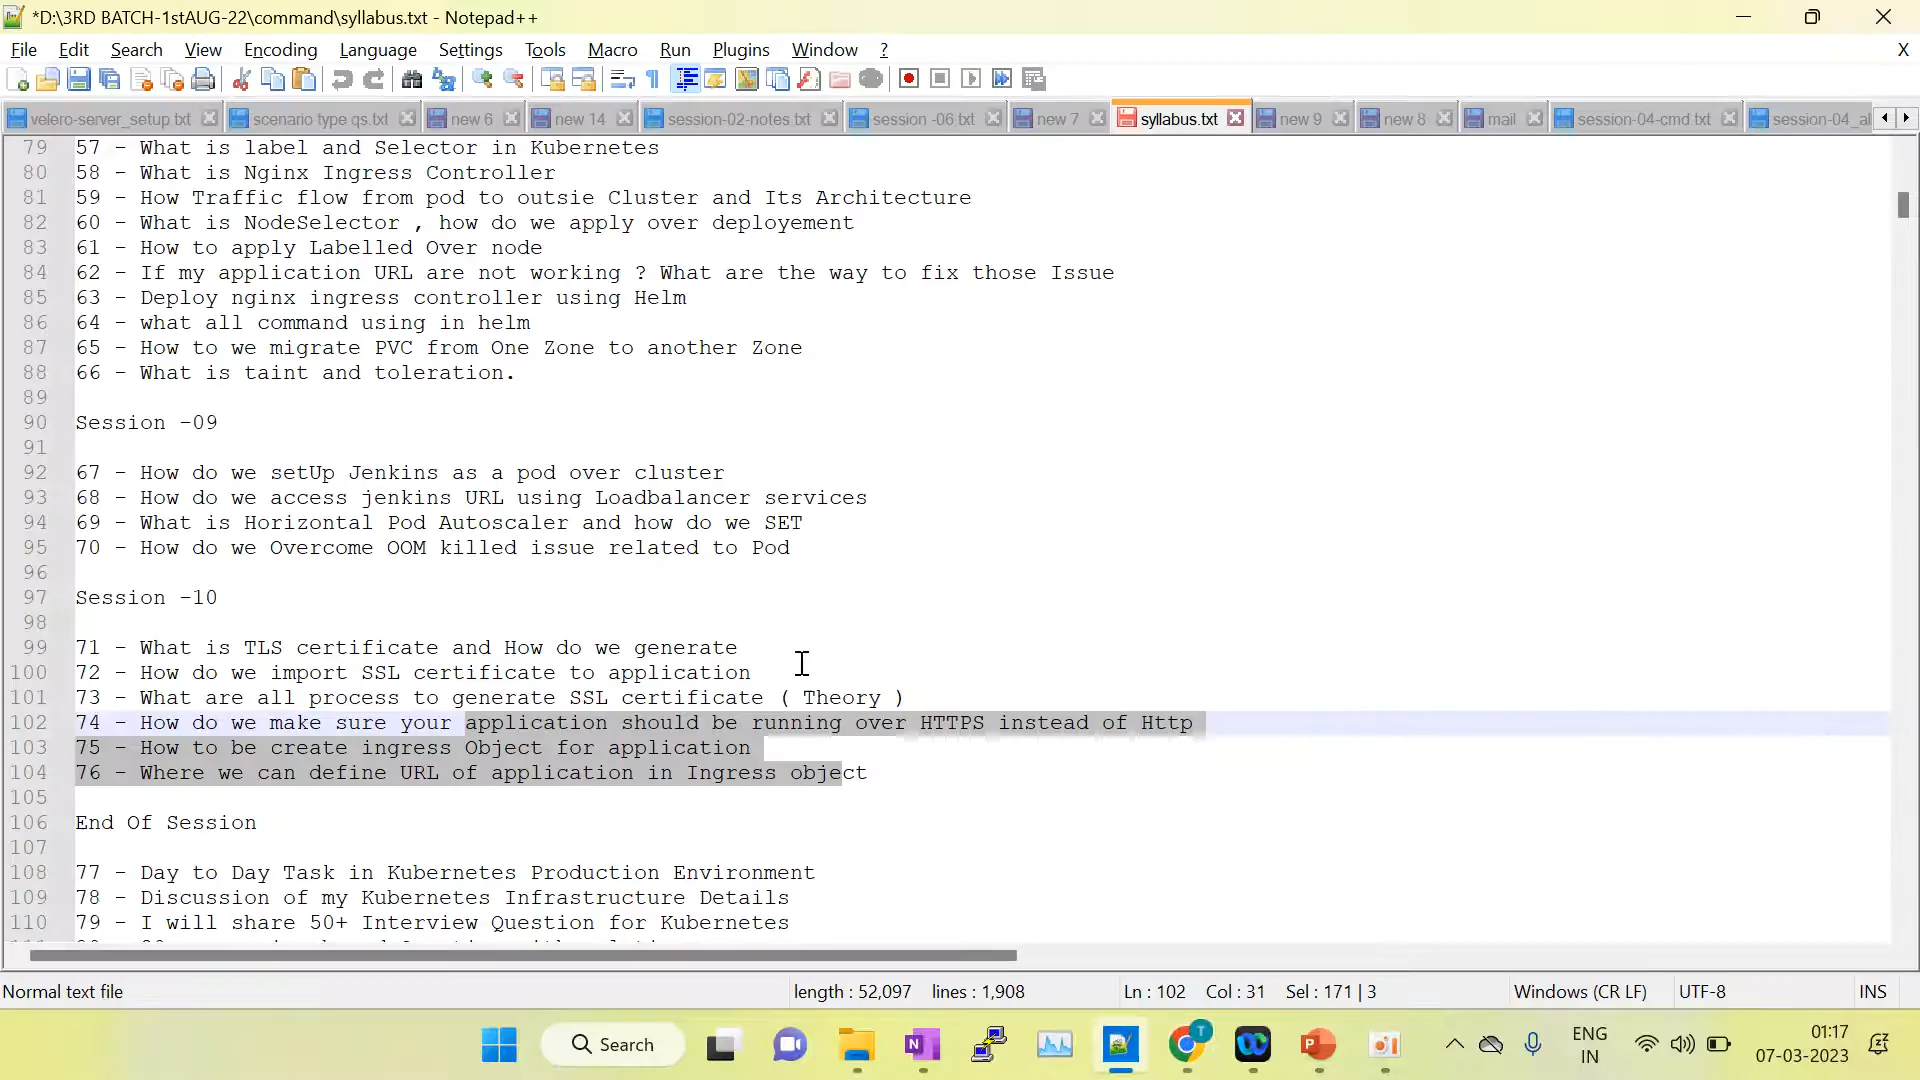 *D:\3RD BATCH-1stAUG-22\command\syllabus.txt - Notepad++
File Edit Search View Encoding Language Settings Tools Macro Run Plugins Window ? X
velero-server_setup txt scenario type qs.txt new 6 new 14 session-02-notes.txt session -06 txt new 7 syllabus.txt new 9 new 8 mail session-04-cmd.txt session-04_al
79 57 - What is label and Selector in Kubernetes
80 58 - What is Nginx Ingress Controller
81 59 - How Traffic flow from pod to outsie Cluster and Its Architecture
82 60 - What is NodeSelector , how do we apply over deployement
83 61 - How to apply Labelled Over node
84 62 - If my application URL are not working ? What are the way to fix those Issue
85 63 - Deploy nginx ingress controller using Helm
86 64 - what all command using in helm
87 65 - How to we migrate PVC from One Zone to another Zone
88 66 - What is taint and toleration.
89
90 Session -09
91
92 67 - How do we setUp Jenkins as a pod over cluster
93 68 - How do we access jenkins URL using Loadbalancer services
94 69 - What is Horizontal Pod Autoscaler and how do we SET
95 70 - How do we Overcome OOM killed issue related to Pod
96
97 Session -10
98
99 71 - What is TLS certificate and How do we generate
100 72 - How do we import SSL certificate to application
101 73 - What are all process to generate SSL certificate ( Theory )
102 74 - How do we make sure your application should be running over HTTPS instead of Http
103 75 - How to be create ingress Object for application
104 76 - Where we can define URL of application in Ingress object
105
106 End Of Session
107
108 77 - Day to Day Task in Kubernetes Production Environment
109 78 - Discussion of my Kubernetes Infrastructure Details
110 79 - I will share 50+ Interview Question for Kubernetes
Normal text file length : 52,097 lines : 1,908 Ln : 102 Col : 31 Sel : 171 | 3 Windows (CR LF) UTF-8 INS
Search ENG IN 01:17 07-03-2023